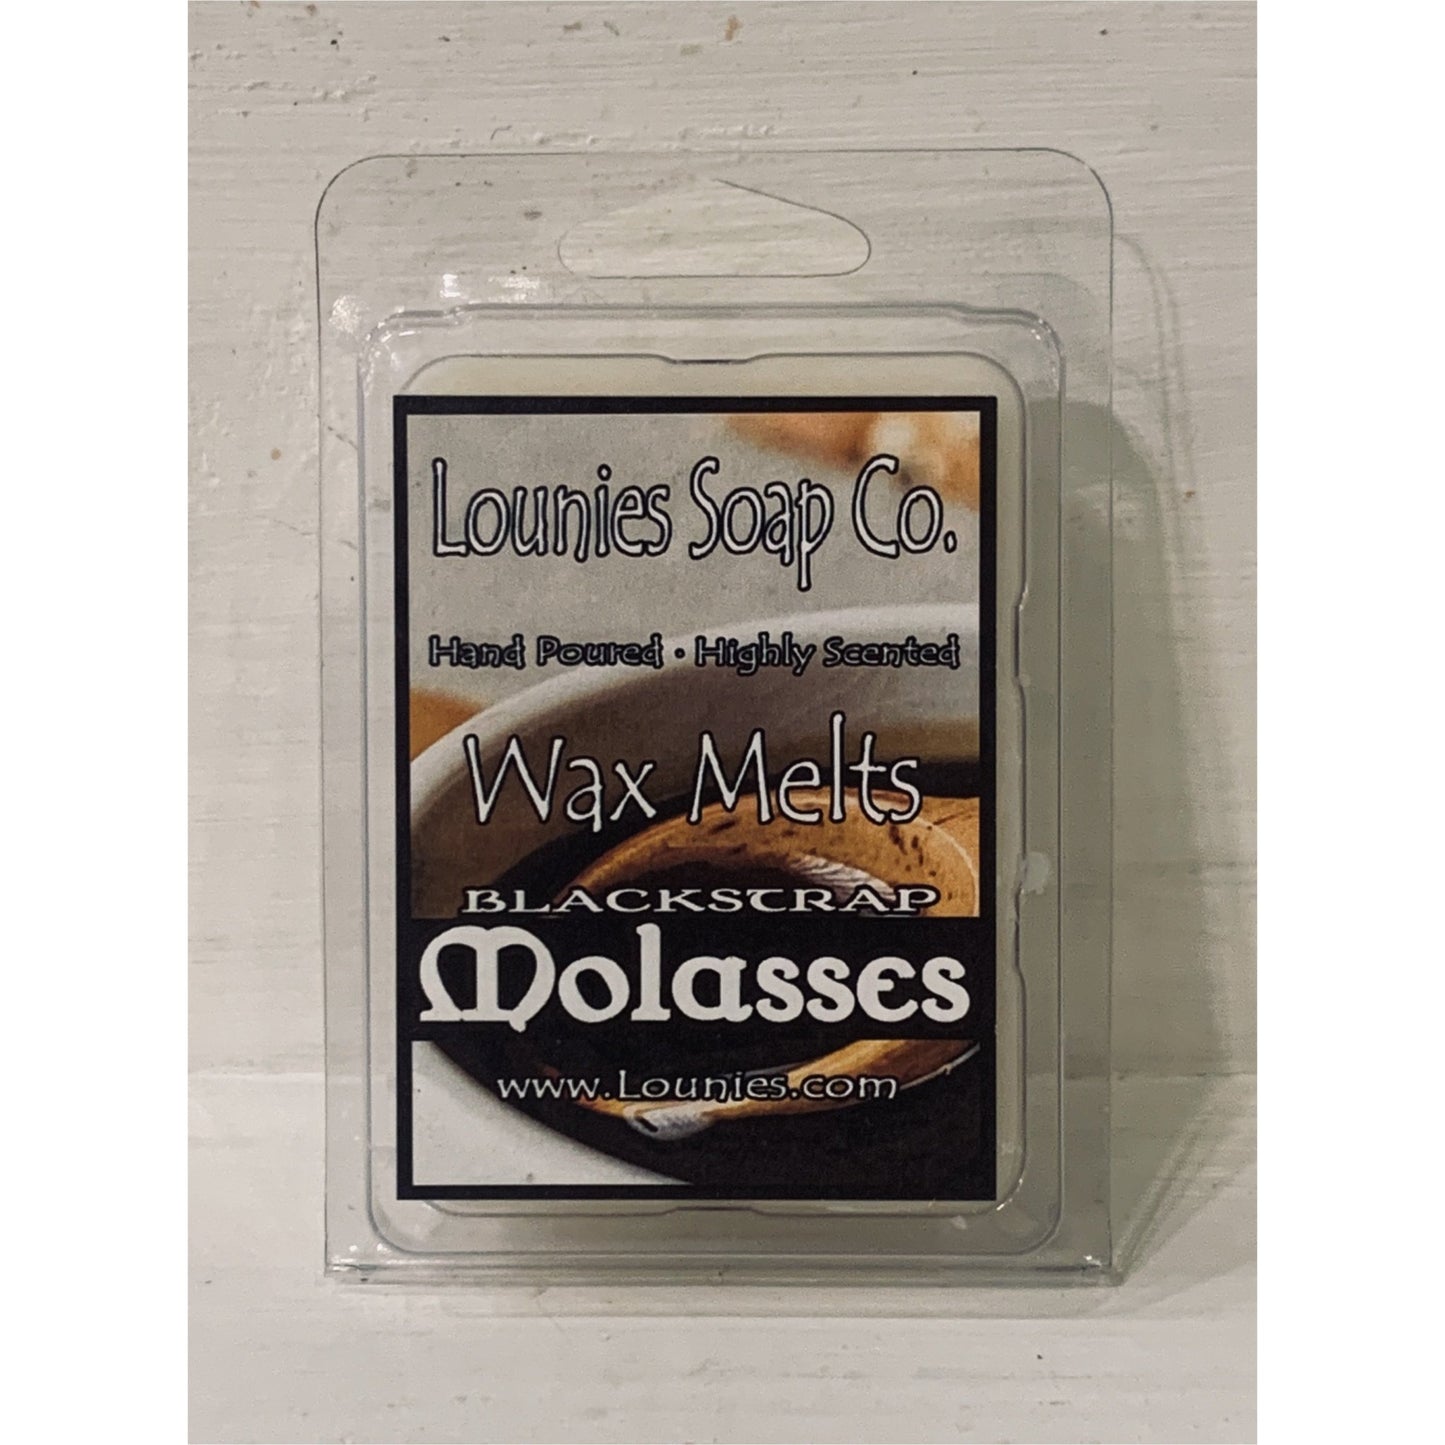 Lounies Soap Co.
Hand Poured • Highly Scented
Wax Melts
BLACKSTRAP
Molasses
www.Lounies.com